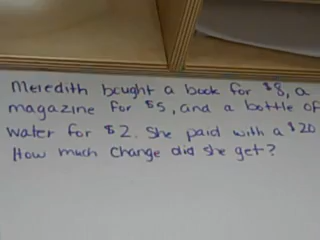 Meredith bought a book for $8, a
magazine for $5, and a bottle of
water for $2. She paid with a $20
How much change did she get?